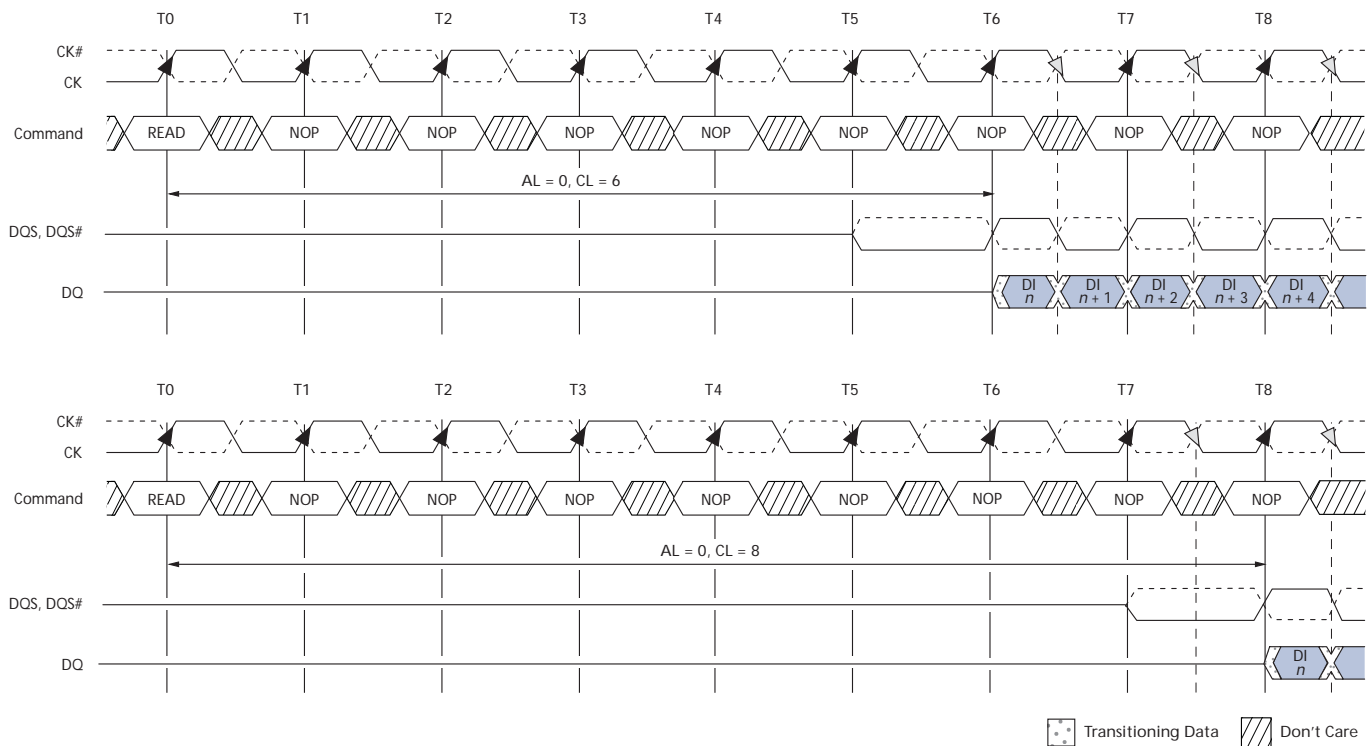 T0 T1 T2 T3 T4 T5 T6 T7 T8
CK#
CK
Command READ NOP NOP NOP NOP NOP NOP NOP NOP
AL = 0, CL = 6
DQS, DQS#
DQ DI n DI n + 1 DI n + 2 DI n + 3 DI n + 4
T0 T1 T2 T3 T4 T5 T6 T7 T8
CK#
CK
Command READ NOP NOP NOP NOP NOP NOP NOP NOP
AL = 0, CL = 8
DQS, DQS#
DQ DI n
Transitioning Data Don't Care